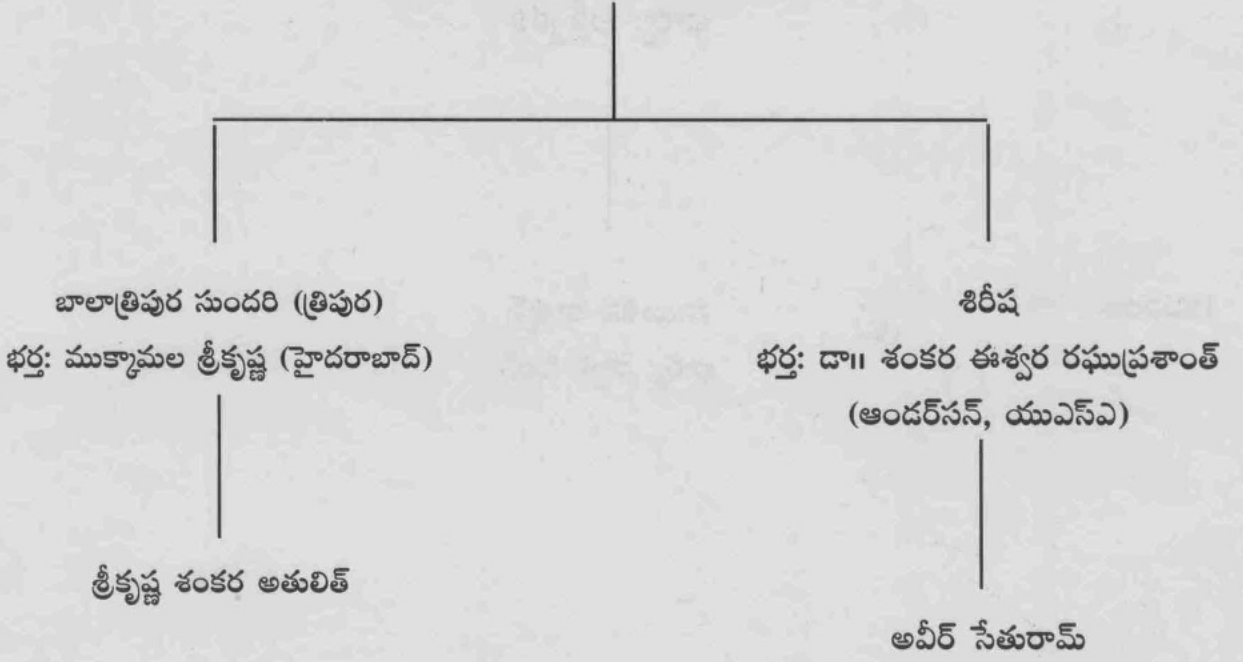 బాలాత్రిపుర సుందరి (త్రిపుర)
భర్త: ముక్కామల శ్రీకృష్ణ (హైదరాబాద్)
శ్రీకృష్ణ శంకర అతులిత్
శిరీష
భర్త: డా॥ శంకర ఈశ్వర రఘుప్రశాంత్
(ఆండర్‌సన్, యుఎస్ఎ)
అవీర్ సేతురామ్